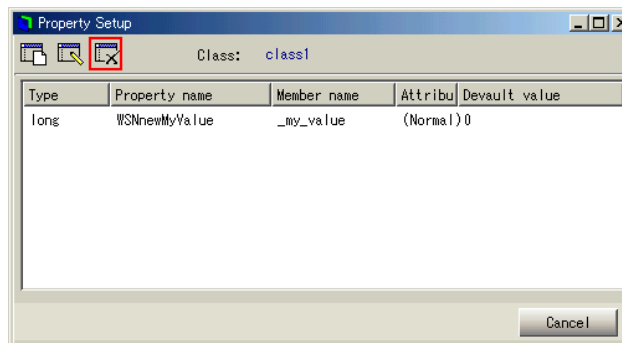 Property Setup
Class: class1
Type Property name Member name Attribu Devault value
long WSNnewMyValue _my_value (Normal) 0
Cancel